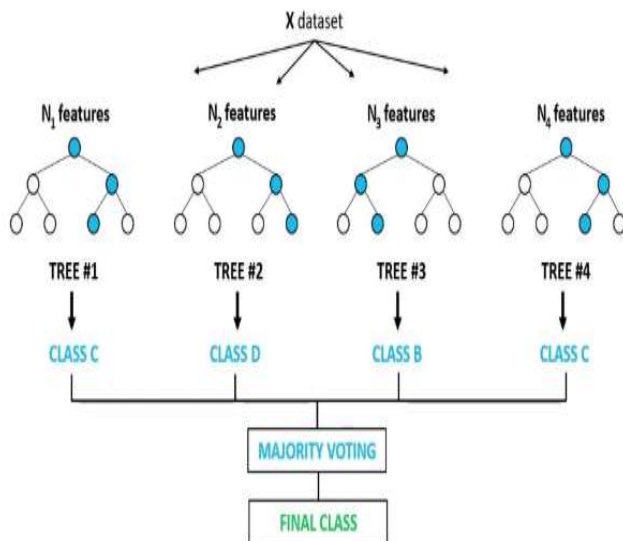 X dataset
N₁ features
N₂ features
N₃ features
N₄ features
TREE #1
TREE #2
TREE #3
TREE #4
CLASS C
CLASS D
CLASS B
CLASS C
MAJORITY VOTING
FINAL CLASS